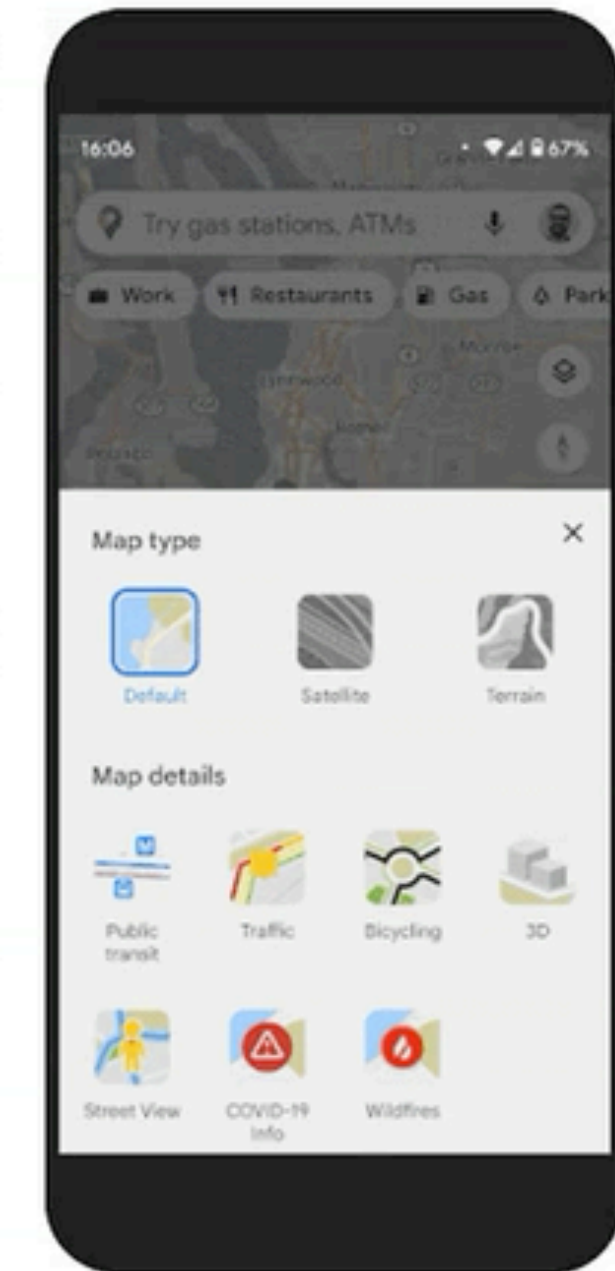 16:06
67%
Try gas stations, ATMs
Work
Restaurants
Gas
Park
Monroe
Lynnwood
Map type
Default
Satellite
Terrain
Map details
Public
transit
Traffic
Bicycling
3D
Street View
COVID-19
Info
Wildfires